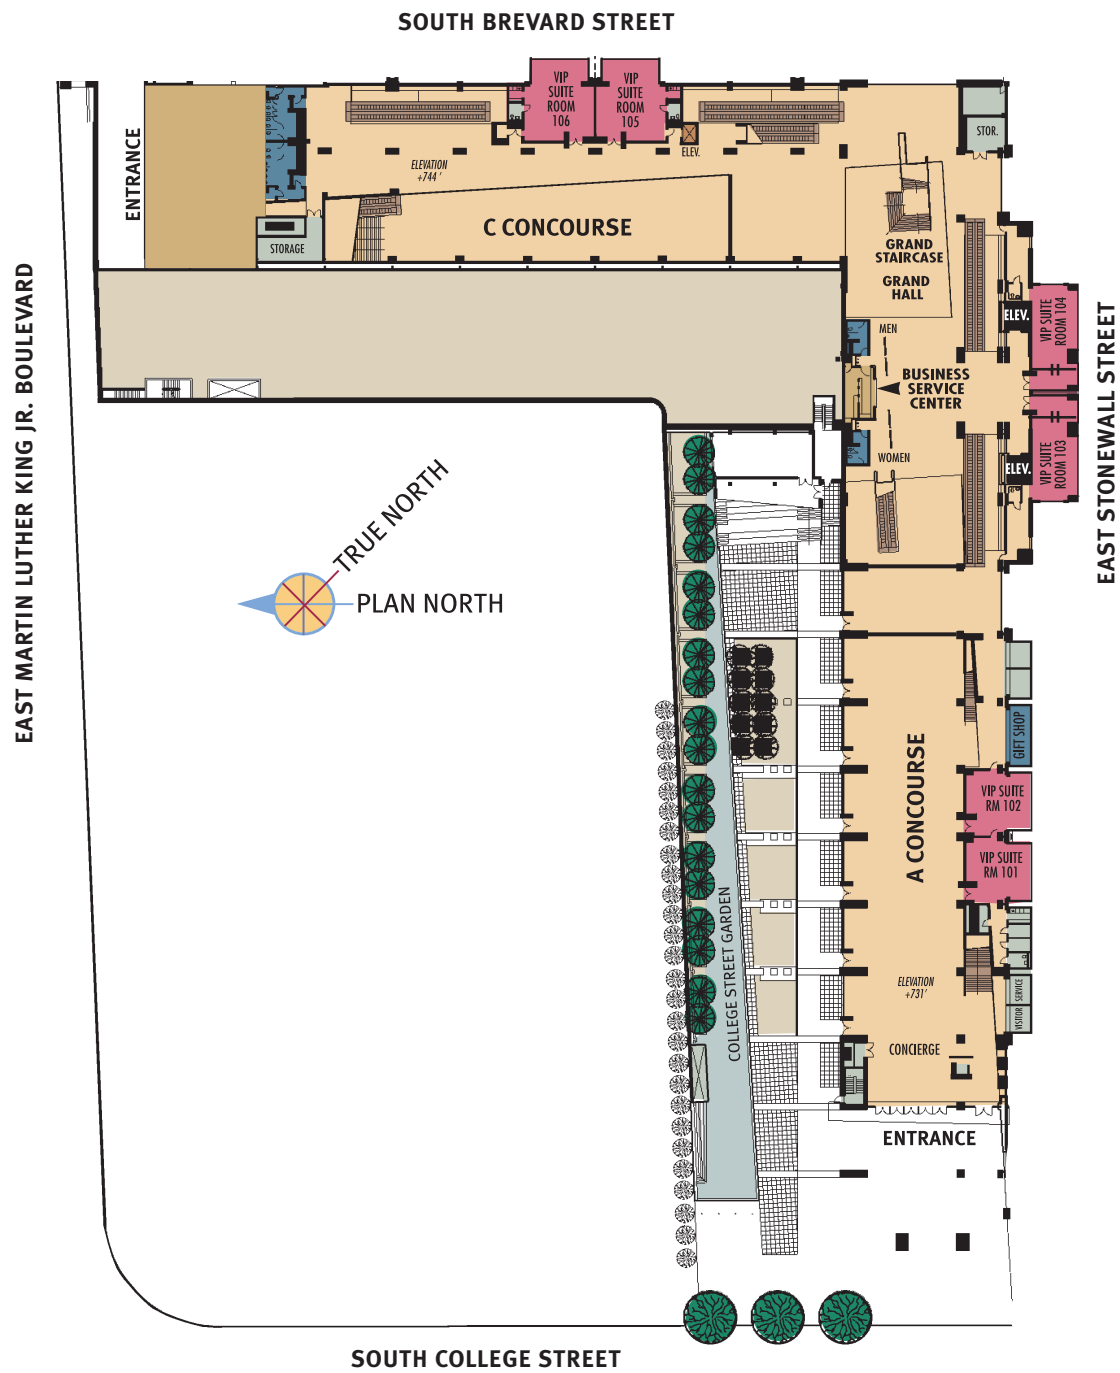 SOUTH BREVARD STREET
VIP
SUITE
ROOM
106
VIP
SUITE
ROOM
105
ELEV.
STOR.
ENTRANCE
ELEVATION
+744 '
C CONCOURSE
STORAGE
GRAND
STAIRCASE
GRAND
HALL
ELEV.
VIP SUITE
ROOM 104
MEN
BUSINESS
SERVICE
CENTER
WOMEN
ELEV.
VIP SUITE
ROOM 103
EAST STONEWALL STREET
EAST MARTIN LUTHER KING JR. BOULEVARD
TRUE NORTH
PLAN NORTH
GIFT SHOP
A CONCOURSE
VIP SUITE
RM 102
VIP SUITE
RM 101
COLLEGE STREET GARDEN
ELEVATION
+731'
VISITOR SERVICE
CONCIERGE
ENTRANCE
SOUTH COLLEGE STREET